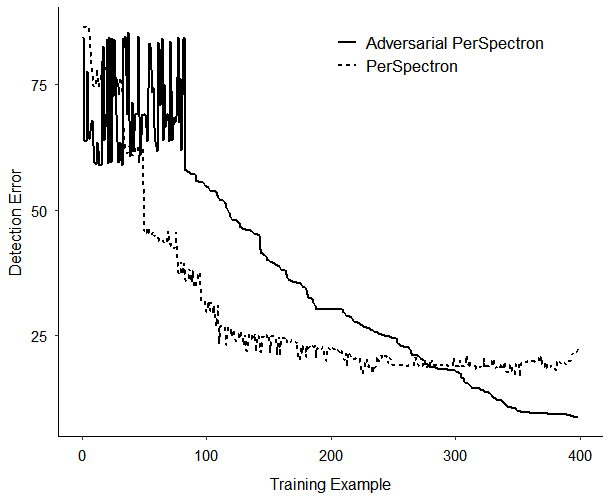 Adversarial PerSpectron
PerSpectron
75
50
25
Detection Error
0 100 200 300 400
Training Example